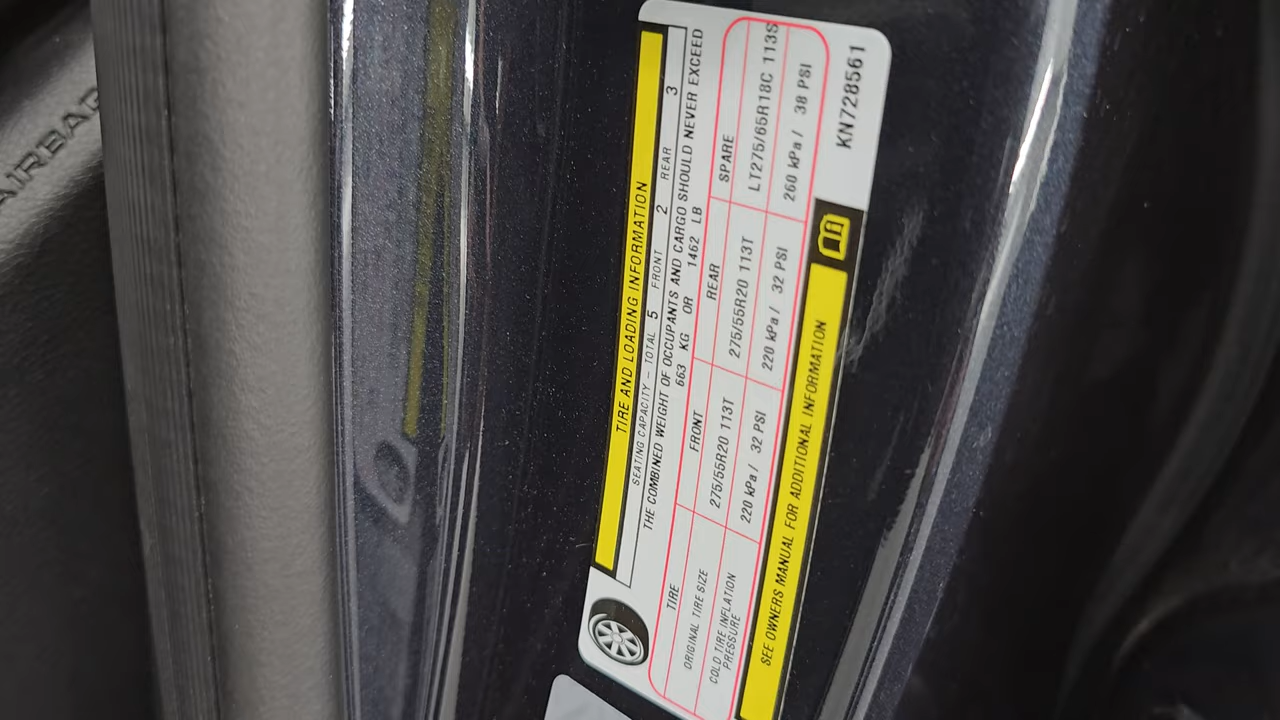 AIRBAG
TIRE AND LOADING INFORMATION
SEATING CAPACITY – TOTAL 5 FRONT 2 REAR 3
THE COMBINED WEIGHT OF OCCUPANTS AND CARGO SHOULD NEVER EXCEED
663 KG OR 1462 LB
TIRE FRONT REAR SPARE
ORIGINAL TIRE SIZE 275/55R20 113T 275/55R20 113T LT275/65R18C 113S
COLD TIRE INFLATION PRESSURE 220 kPa / 32 PSI 220 kPa / 32 PSI 260 kPa / 38 PSI
SEE OWNERS MANUAL FOR ADDITIONAL INFORMATION
KN728561